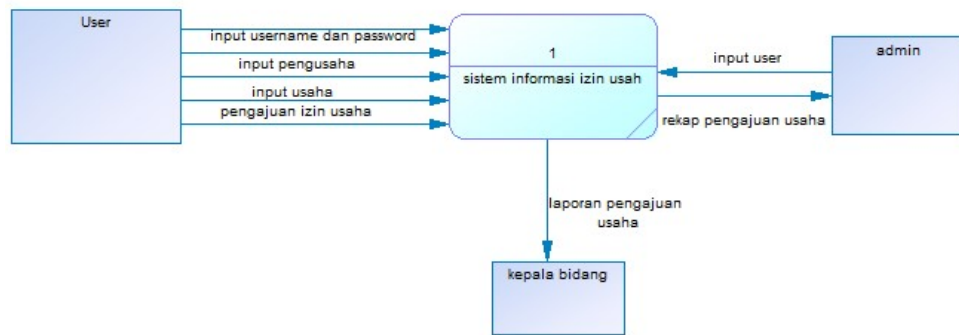 User
input username dan password
input pengusaha
input usaha
pengajuan izin usaha
1
sistem informasi izin usah
input user
rekap pengajuan usaha
admin
laporan pengajuan
usaha
kepala bidang